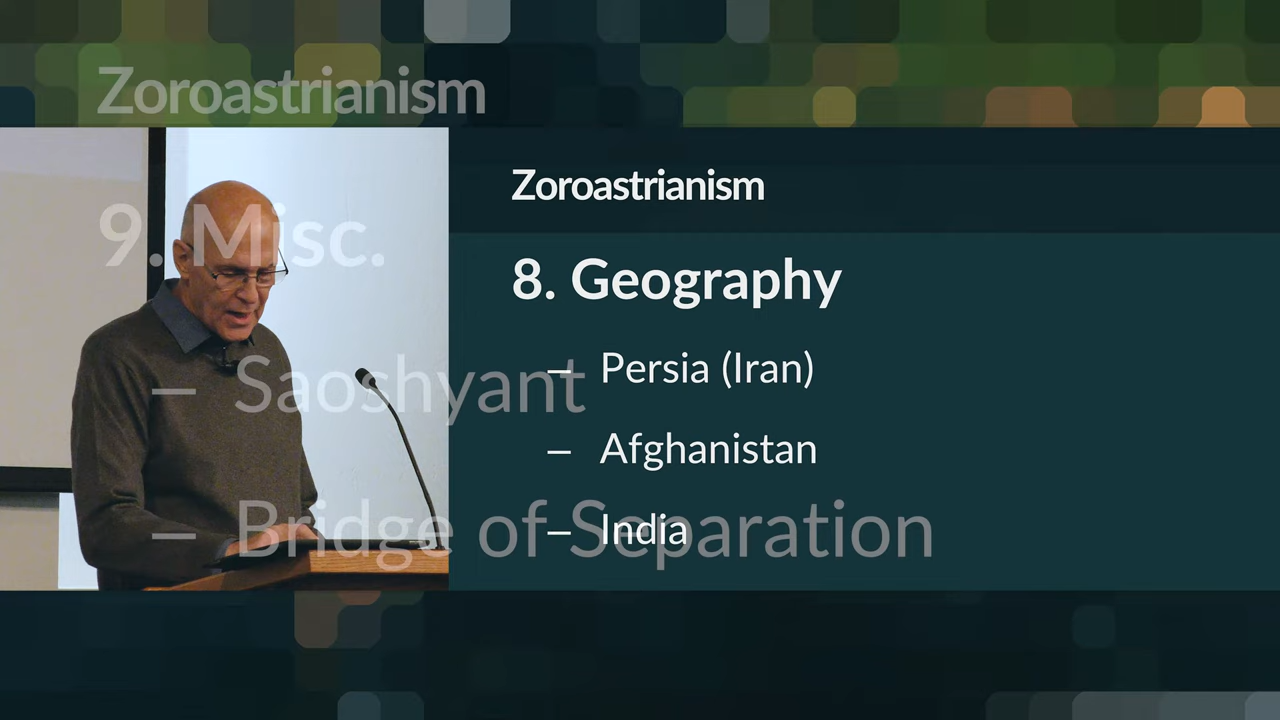 Zoroastrianism
9. Misc.
– Saoshyant
– Bridge of Separation
Zoroastrianism
8. Geography
– Persia (Iran)
– Afghanistan
– India